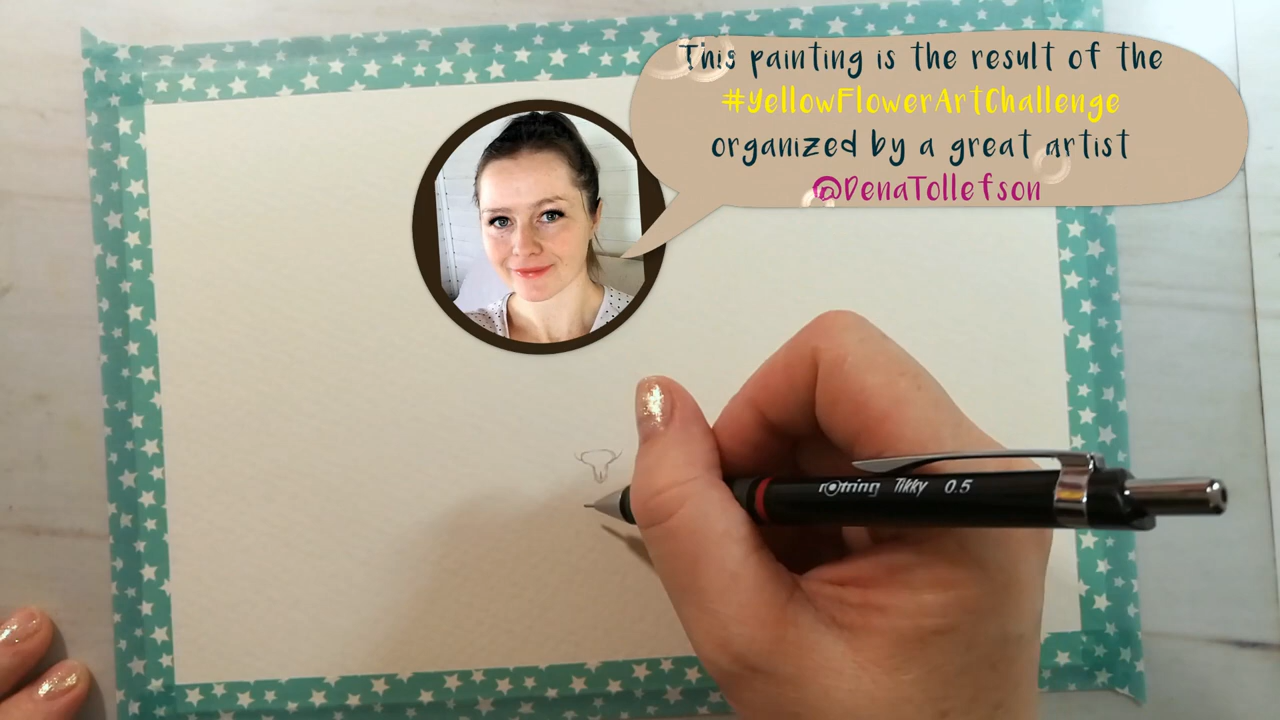 This painting is the result of the
#YellowFlowerArtChallenge
organized by a great artist
@DenaTollefson
rotring Tikky 0.5